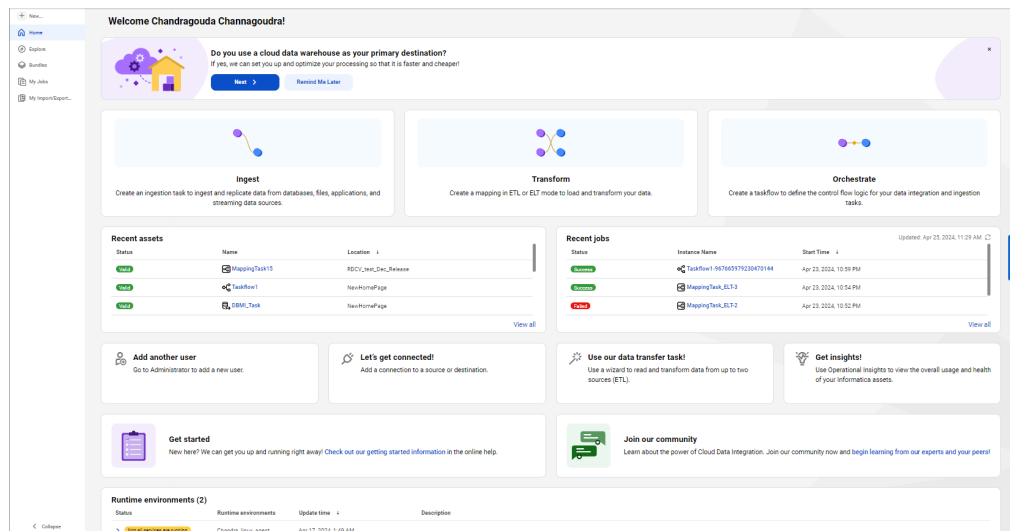 New...
Home
Explore
Bundles
My Jobs
My Import/Export...
Collapse
Welcome Chandragouda Channagoudra!
Do you use a cloud data warehouse as your primary destination?
If yes, we can set you up and optimize your processing so that it is faster and cheaper!
Next
Remind Me Later
Ingest
Create an ingestion task to ingest and replicate data from databases, files, applications, and
streaming data sources.
Transform
Create a mapping in ETL or ELT mode to load and transform your data.
Orchestrate
Create a taskflow to define the control flow logic for your data integration and ingestion
tasks.
Recent assets
Status Name Location
Valid MappingTask15 RDCV_test_Dec_Release
Valid Taskflow1 NewHomePage
Valid DBMI_Task NewHomePage
View all
Recent jobs
Updated: Apr 25, 2024, 11:29 AM
Status Instance Name Start Time
Success Taskflow1-967665979230470144 Apr 23, 2024, 10:59 PM
Success MappingTask_ELT-3 Apr 23, 2024, 10:54 PM
Failed MappingTask_ELT-2 Apr 23, 2024, 10:52 PM
View all
Add another user
Go to Administrator to add a new user.
Let's get connected!
Add a connection to a source or destination.
Use our data transfer task!
Use a wizard to read and transform data from up to two
sources (ETL).
Get insights!
Use Operational Insights to view the overall usage and health
of your Informatica assets.
Get started
New here? We can get you up and running right away! Check out our getting started information in the online help.
Join our community
Learn about the power of Cloud Data Integration. Join our community now and begin learning from our experts and your peers!
Runtime environments (2)
Status Runtime environments Update time Description
Not all services are running Chandra_linux_agent Apr 17, 2024, 1:49 AM